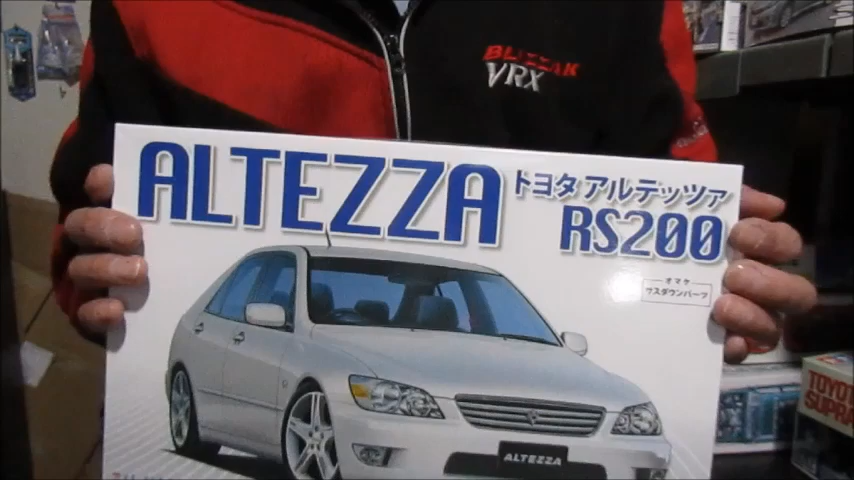 BLIZZAK
VRX
ALTEZZA
トヨタ アルテッツァ
RS200
オマケ
サスダウンパーツ
ALTEZZA
TOYOT
SUPRA